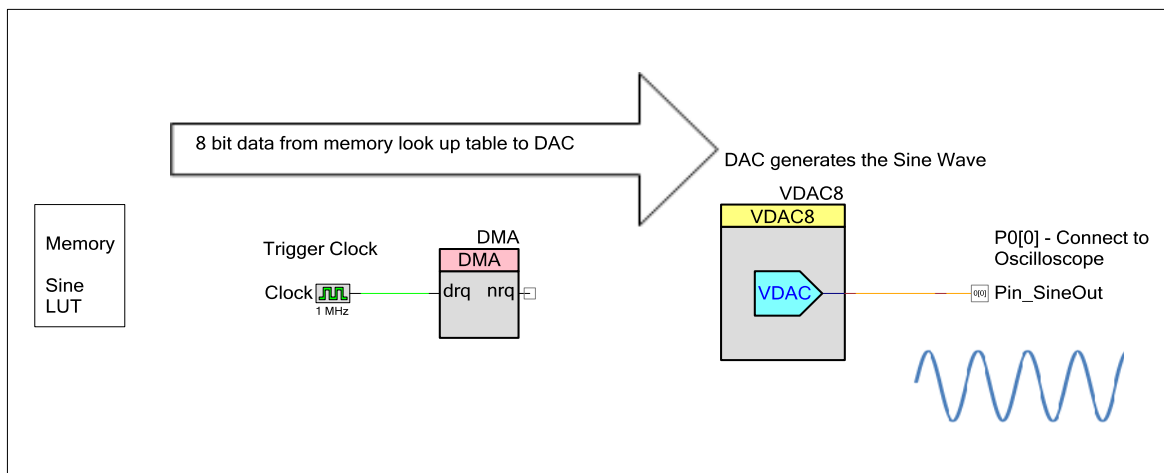 8 bit data from memory look up table to DAC
DAC generates the Sine Wave
VDAC8
VDAC8
VDAC
Memory
Sine
LUT
Trigger Clock
Clock
1 MHz
DMA
DMA
drq nrq
P0[0] - Connect to
Oscilloscope
0[0] Pin_SineOut